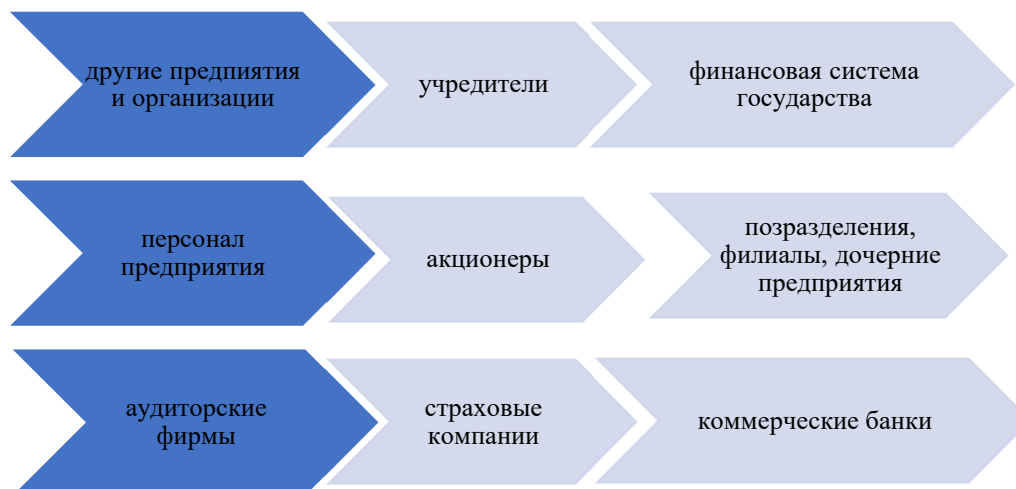 другие предпиятия
и организации
учредители
финансовая система
государства
персонал
предприятия
акционеры
позразделения,
филиалы, дочерние
предприятия
аудиторские
фирмы
страховые
компании
коммерческие банки